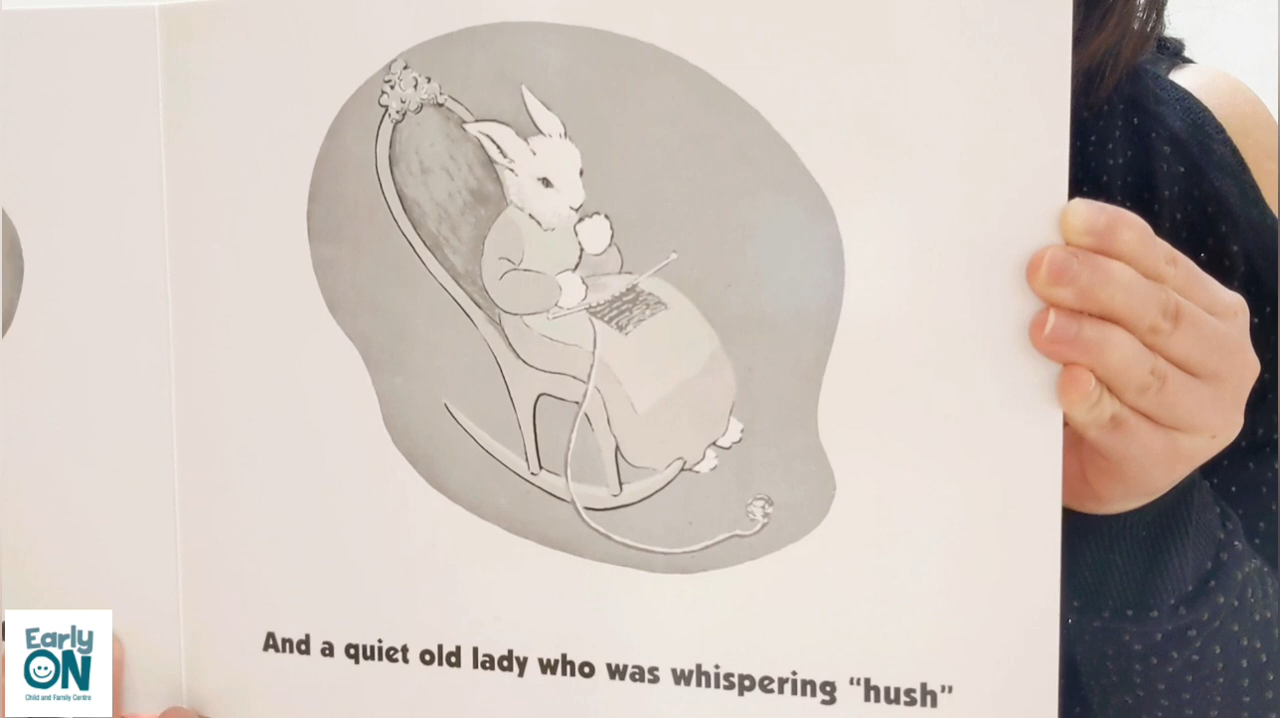 And a quiet old lady who was whispering “hush”
Early
ON
Child and Family Centre